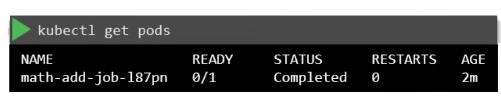 kubectl get pods
NAME READY STATUS RESTARTS AGE
math-add-job-l87pn 0/1 Completed 0 2m